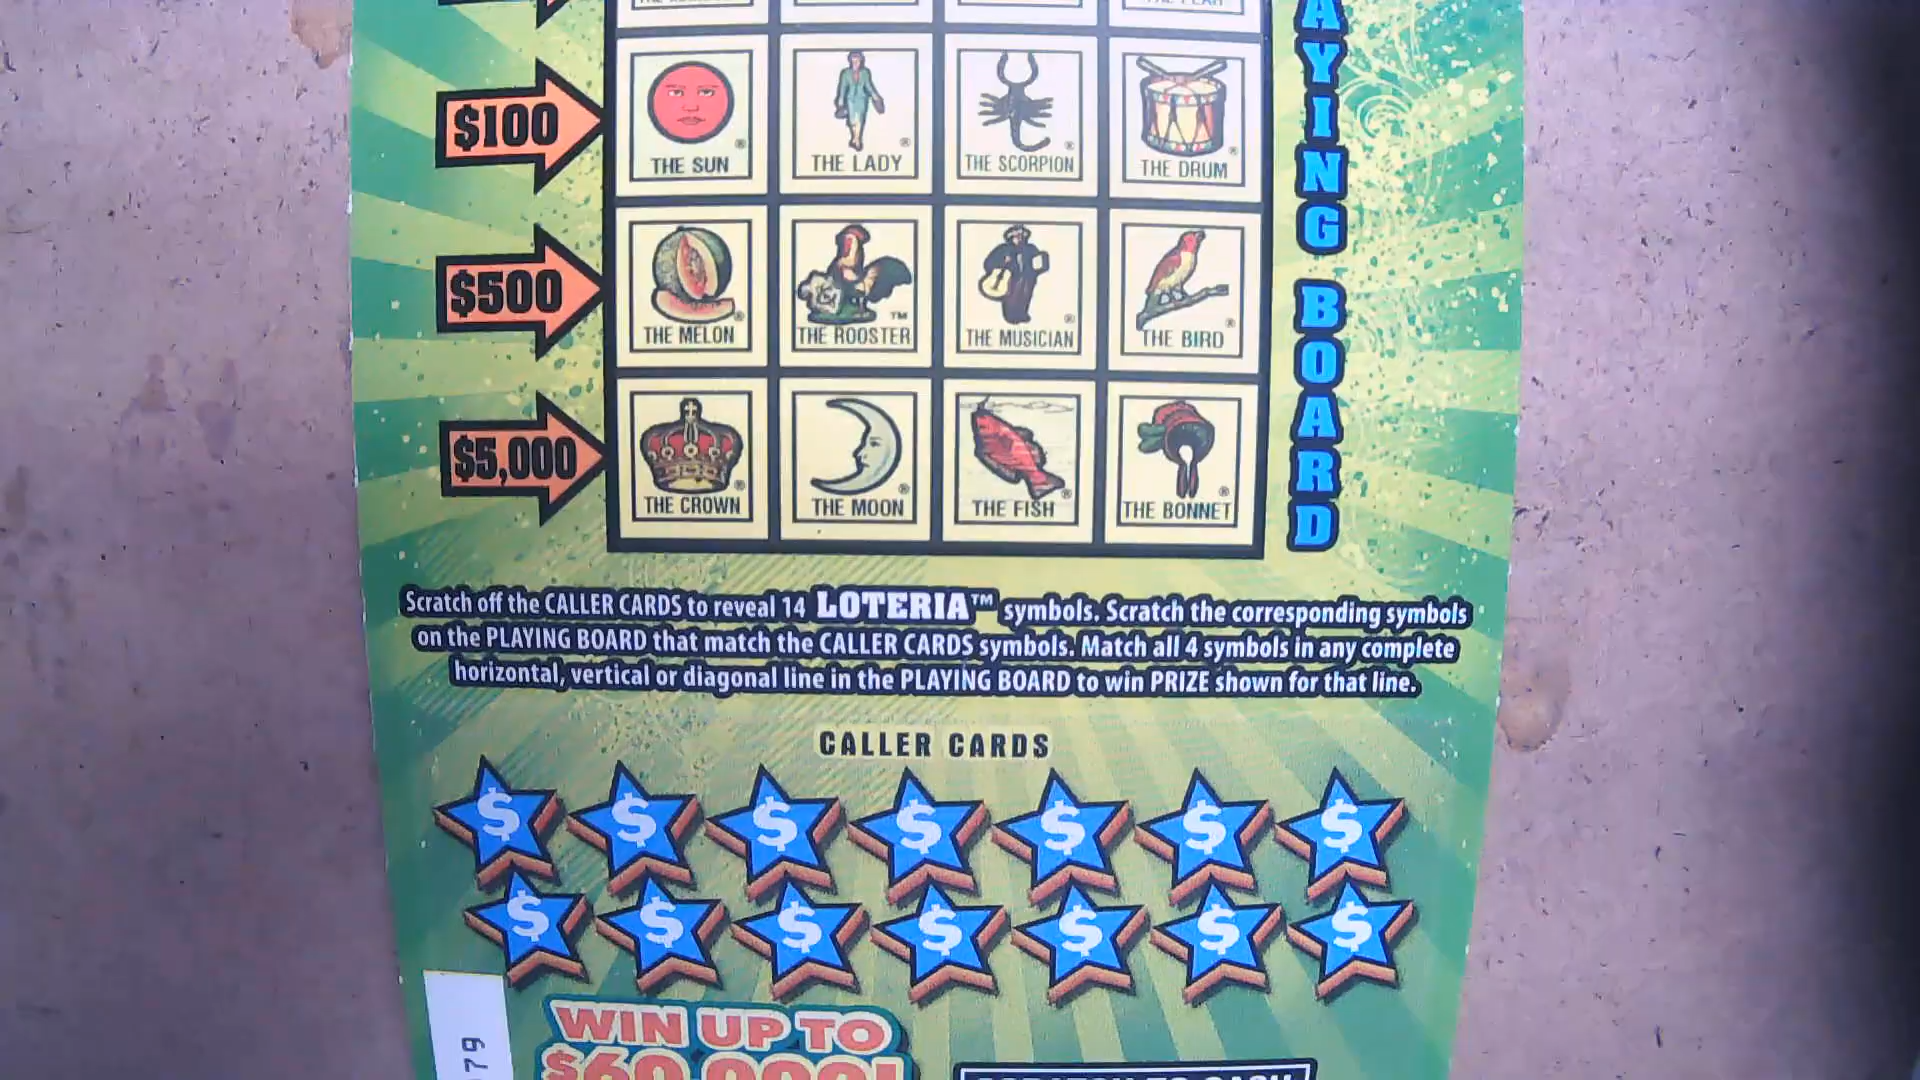 $100
THE SUN
THE LADY
THE SCORPION
THE DRUM
$500
THE MELON
THE ROOSTER
THE MUSICIAN
THE BIRD
$5,000
THE CROWN
THE MOON
THE FISH
THE BONNET
AYING BOARD
Scratch off the CALLER CARDS to reveal 14 LOTERIA™ symbols. Scratch the corresponding symbols
on the PLAYING BOARD that match the CALLER CARDS symbols. Match all 4 symbols in any complete
horizontal, vertical or diagonal line in the PLAYING BOARD to win PRIZE shown for that line.
CALLER CARDS
$ $ $ $ $ $ $
$ $ $ $ $ $ $
79
WIN UP TO
$60,000!